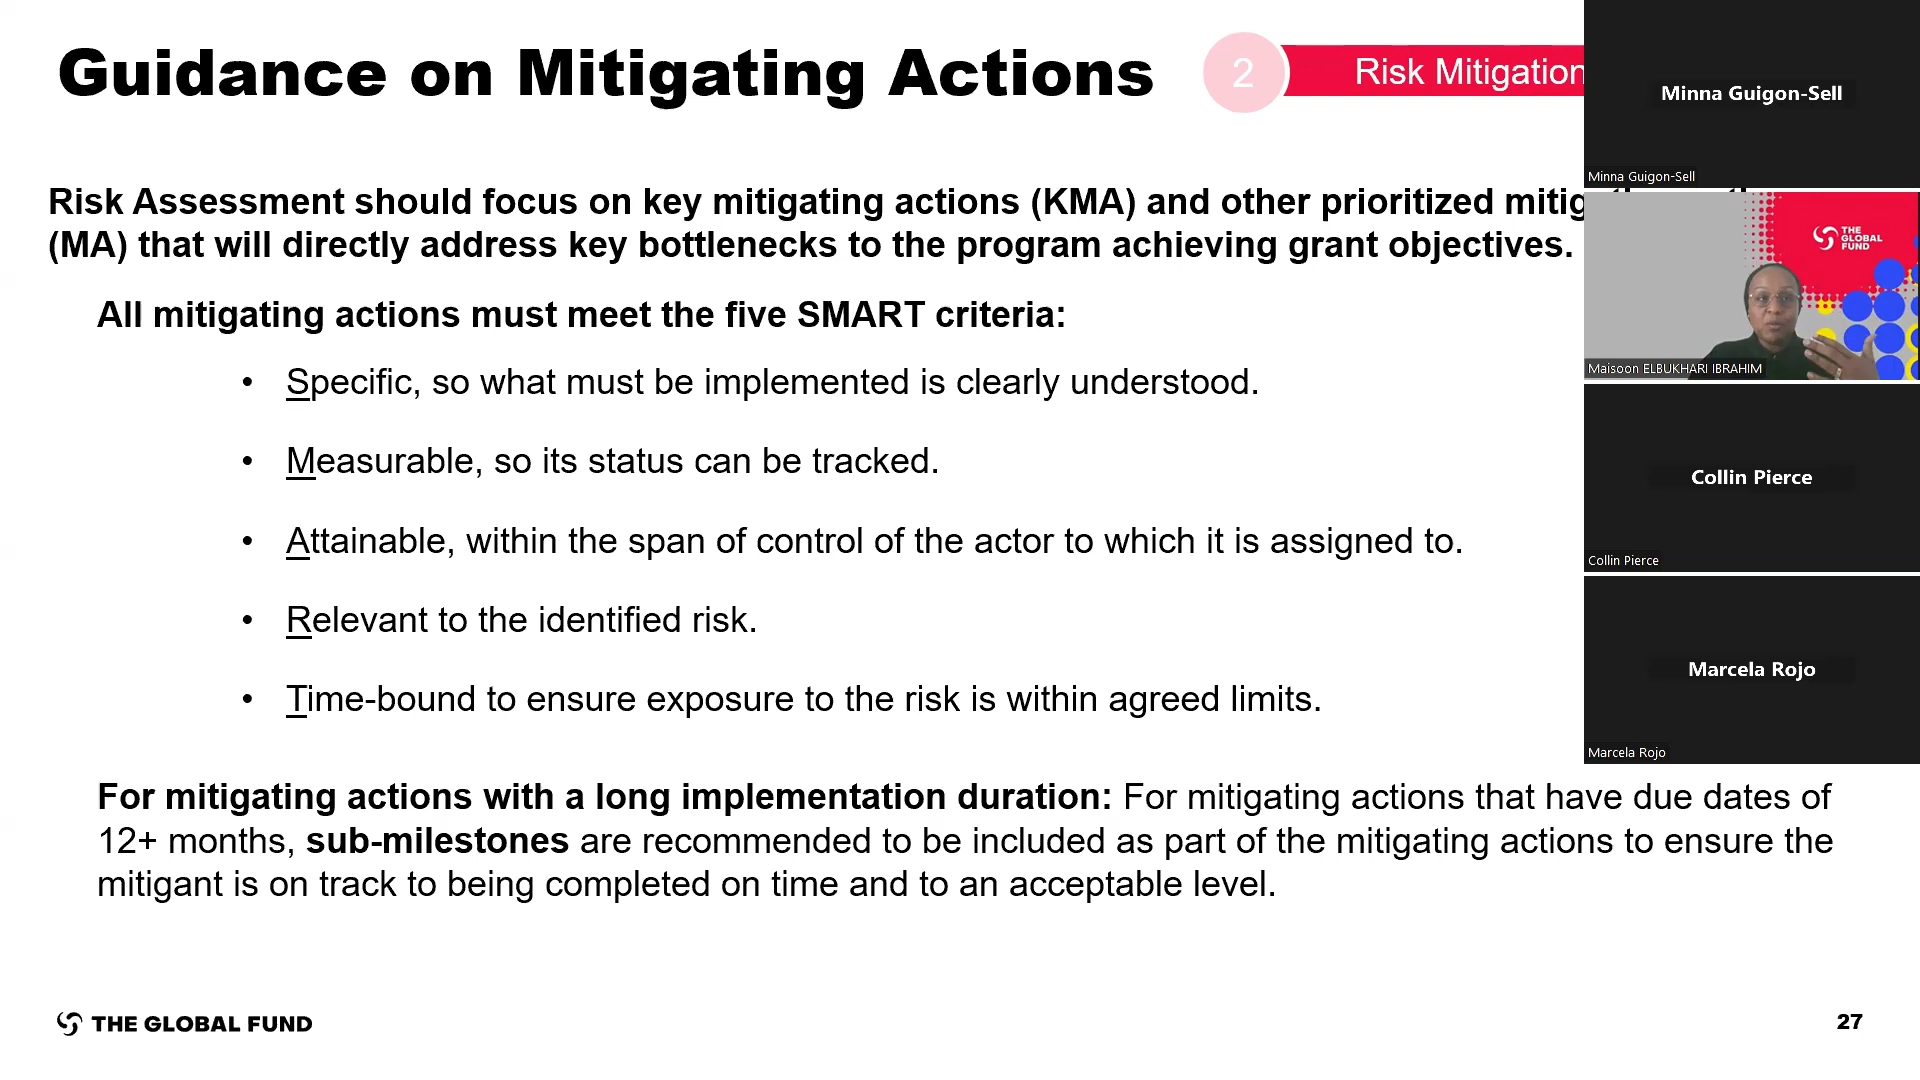 Guidance on Mitigating Actions
2
Risk Mitigation
Risk Assessment should focus on key mitigating actions (KMA) and other prioritized mitig
(MA) that will directly address key bottlenecks to the program achieving grant objectives.
All mitigating actions must meet the five SMART criteria:
• Specific, so what must be implemented is clearly understood.
• Measurable, so its status can be tracked.
• Attainable, within the span of control of the actor to which it is assigned to.
• Relevant to the identified risk.
• Time-bound to ensure exposure to the risk is within agreed limits.
For mitigating actions with a long implementation duration: For mitigating actions that have due dates of
12+ months, sub-milestones are recommended to be included as part of the mitigating actions to ensure the
mitigant is on track to being completed on time and to an acceptable level.
THE GLOBAL FUND
27
Minna Guigon-Sell
Minna Guigon-Sell
THE
GLOBAL
FUND
Maisoon ELBUKHARI IBRAHIM
Collin Pierce
Collin Pierce
Marcela Rojo
Marcela Rojo